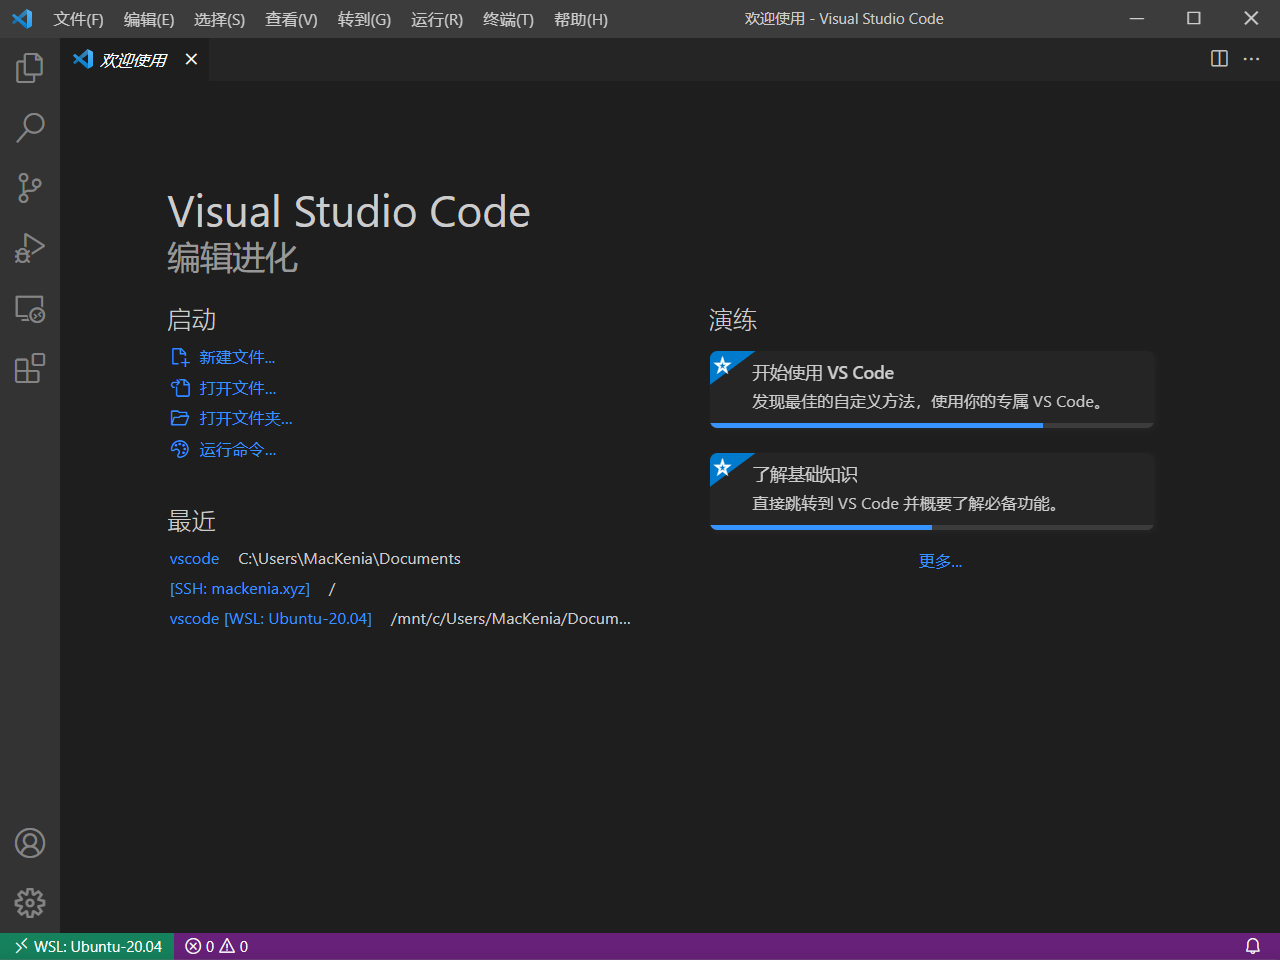 文件(F) 编辑(E) 选择(S) 查看(V) 转到(G) 运行(R) 终端(T) 帮助(H) 欢迎使用 - Visual Studio Code
欢迎使用
Visual Studio Code
编辑进化
启动
新建文件...
打开文件...
打开文件夹...
运行命令...
最近
vscode C:\Users\MacKenia\Documents
[SSH: mackenia.xyz] /
vscode [WSL: Ubuntu-20.04] /mnt/c/Users/MacKenia/Docum...
演练
开始使用 VS Code
发现最佳的自定义方法，使用你的专属 VS Code。
了解基础知识
直接跳转到 VS Code 并概要了解必备功能。
更多...
WSL: Ubuntu-20.04 0 0